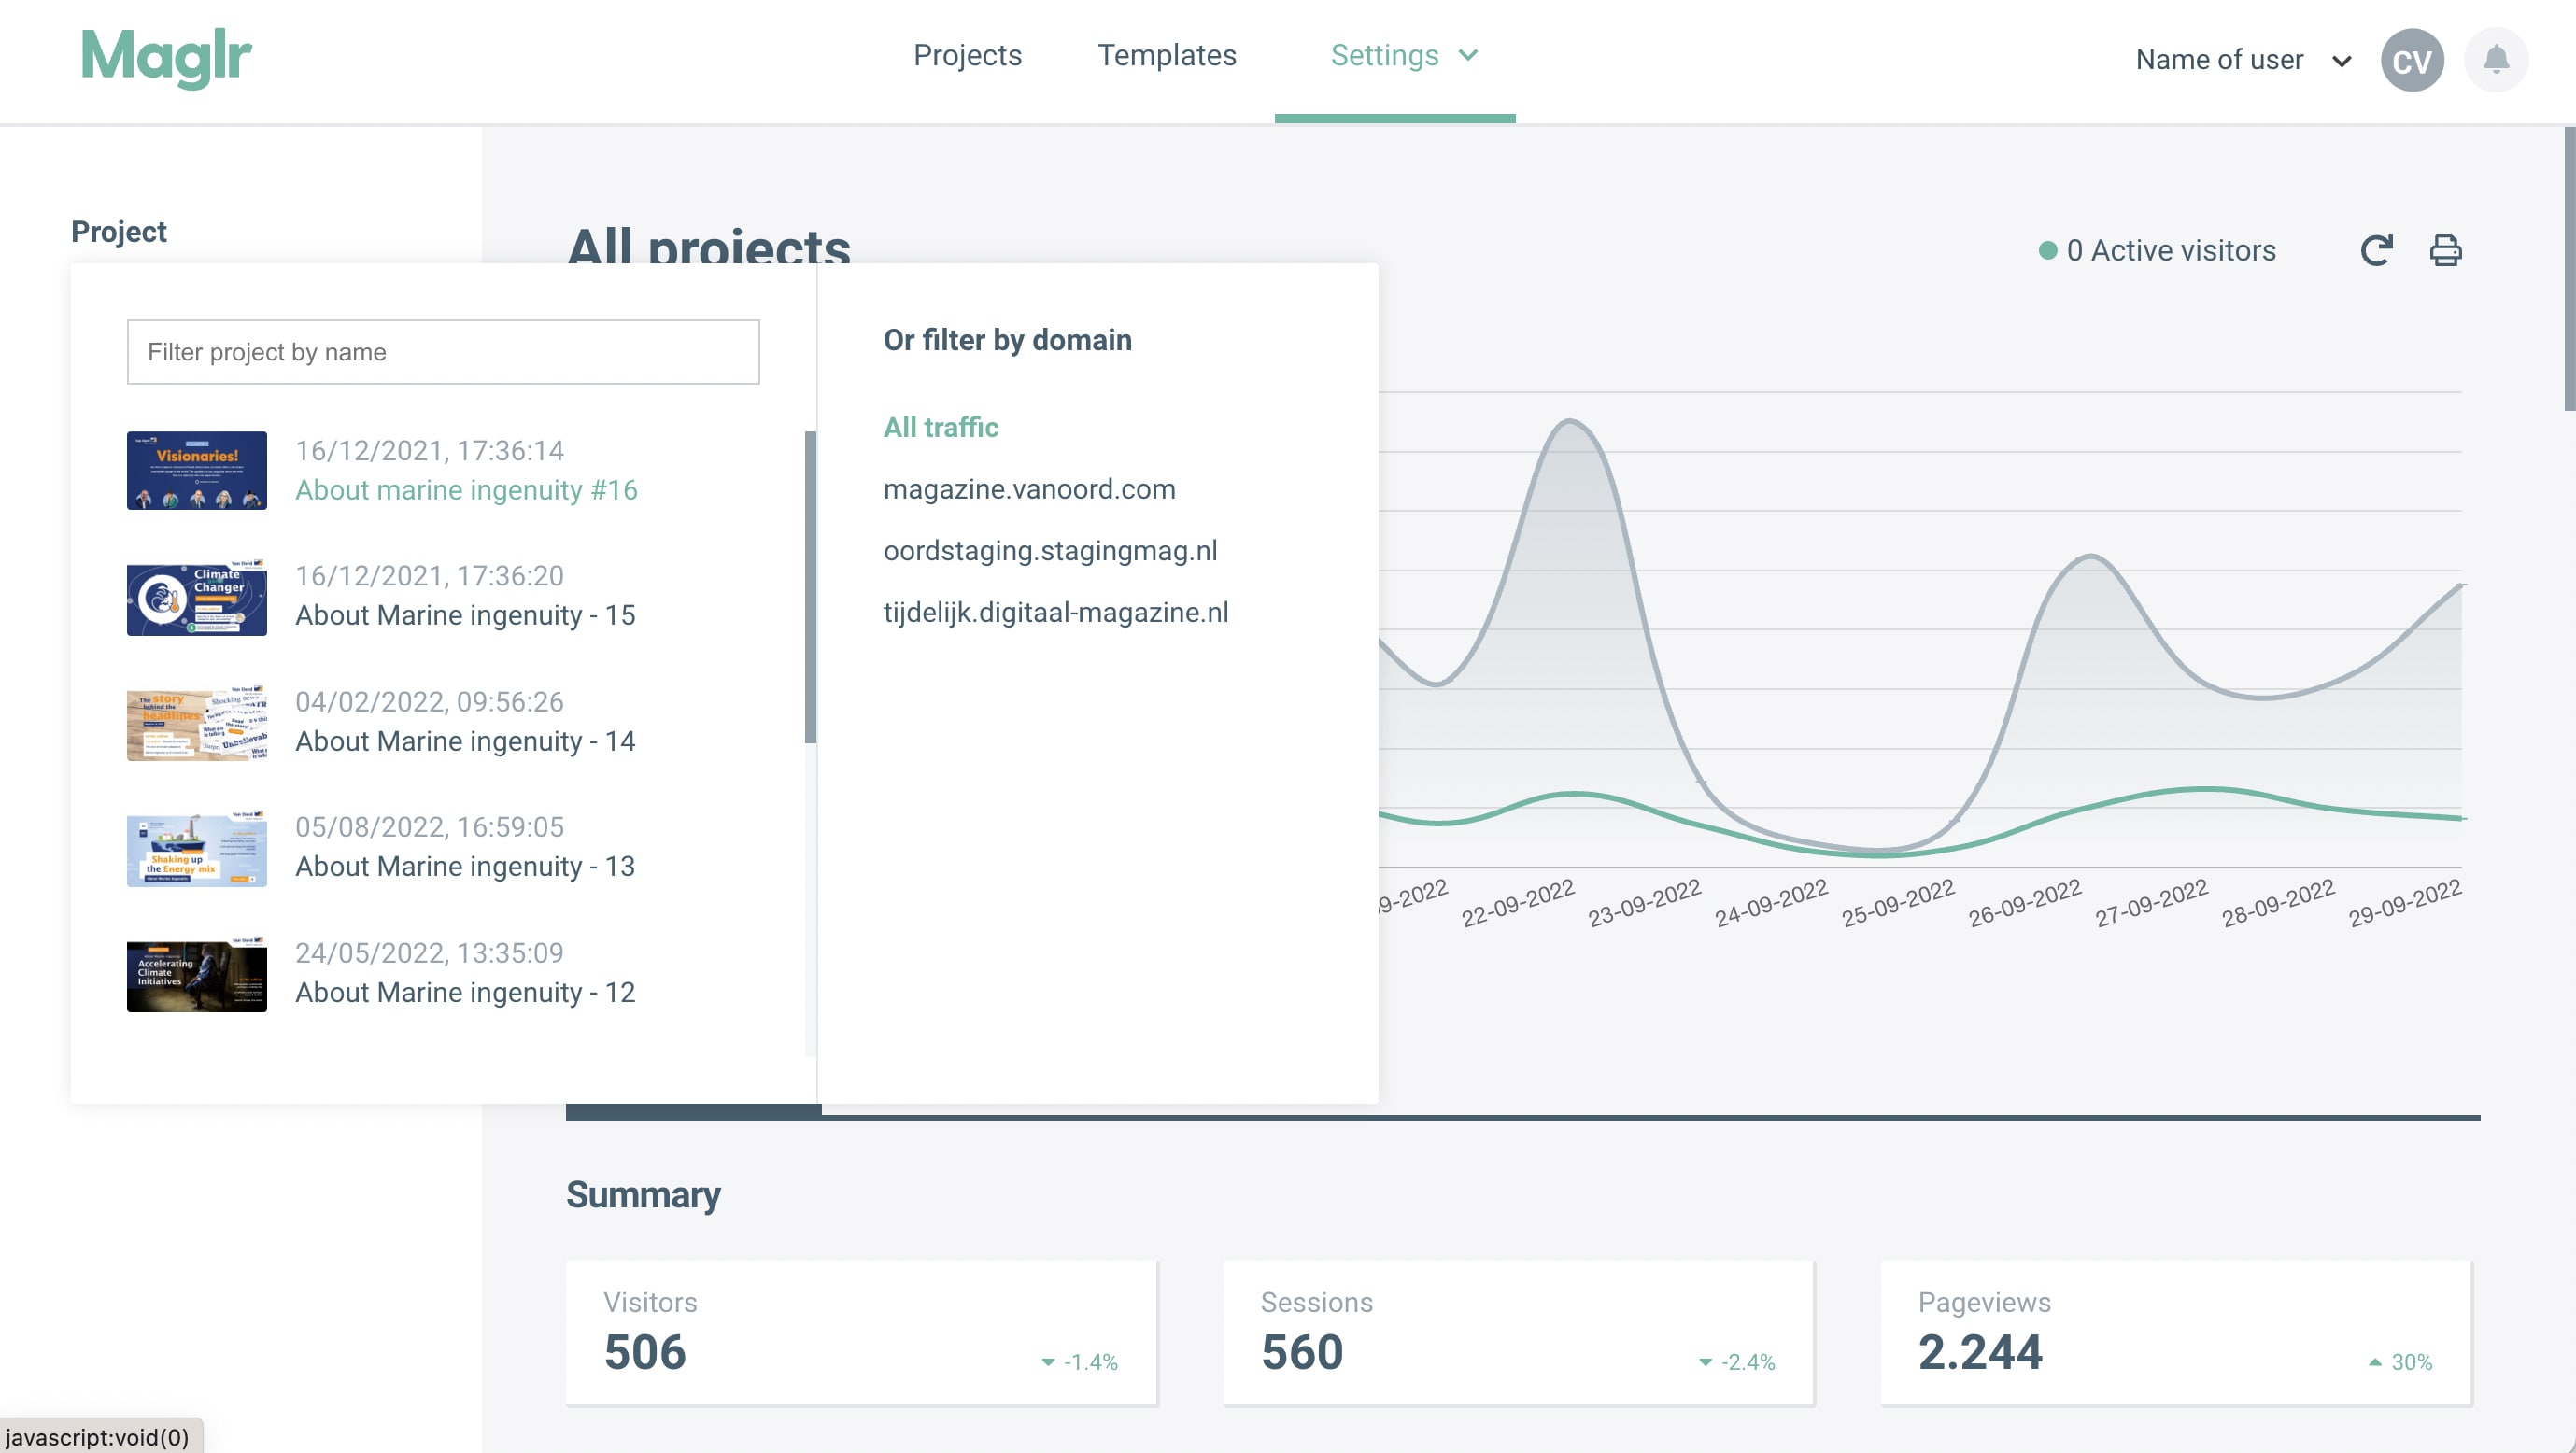 Maglr
Projects
Templates
Settings
Name of user
CV
Project
All projects
0 Active visitors
Filter project by name
Visionaries!
16/12/2021, 17:36:14
About marine ingenuity #16
Climate
Changer
16/12/2021, 17:36:20
About Marine ingenuity - 15
The story
behind the
headlines
04/02/2022, 09:56:26
About Marine ingenuity - 14
Shaking up
the Energy mix
05/08/2022, 16:59:05
About Marine ingenuity - 13
Accelerating
Climate
Initiatives
24/05/2022, 13:35:09
About Marine ingenuity - 12
Or filter by domain
All traffic
magazine.vanoord.com
oordstaging.stagingmag.nl
tijdelijk.digitaal-magazine.nl
9-2022
22-09-2022
23-09-2022
24-09-2022
25-09-2022
26-09-2022
27-09-2022
28-09-2022
29-09-2022
Summary
Visitors
506
-1.4%
Sessions
560
-2.4%
Pageviews
2.244
30%
javascript:void(0)